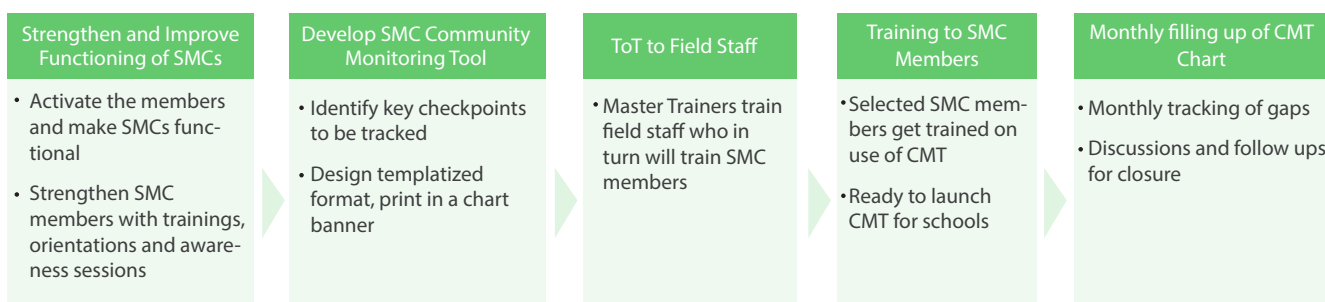 Strengthen and Improve
Functioning of SMCs
• Activate the members
and make SMCs func-
tional
• Strengthen SMC
members with trainings,
orientations and aware-
ness sessions
Develop SMC Community
Monitoring Tool
• Identify key checkpoints
to be tracked
• Design templatized
format, print in a chart
banner
ToT to Field Staff
• Master Trainers train
field staff who in
turn will train SMC
members
Training to SMC
Members
• Selected SMC mem-
bers get trained on
use of CMT
• Ready to launch
CMT for schools
Monthly filling up of CMT
Chart
• Monthly tracking of gaps
• Discussions and follow ups
for closure